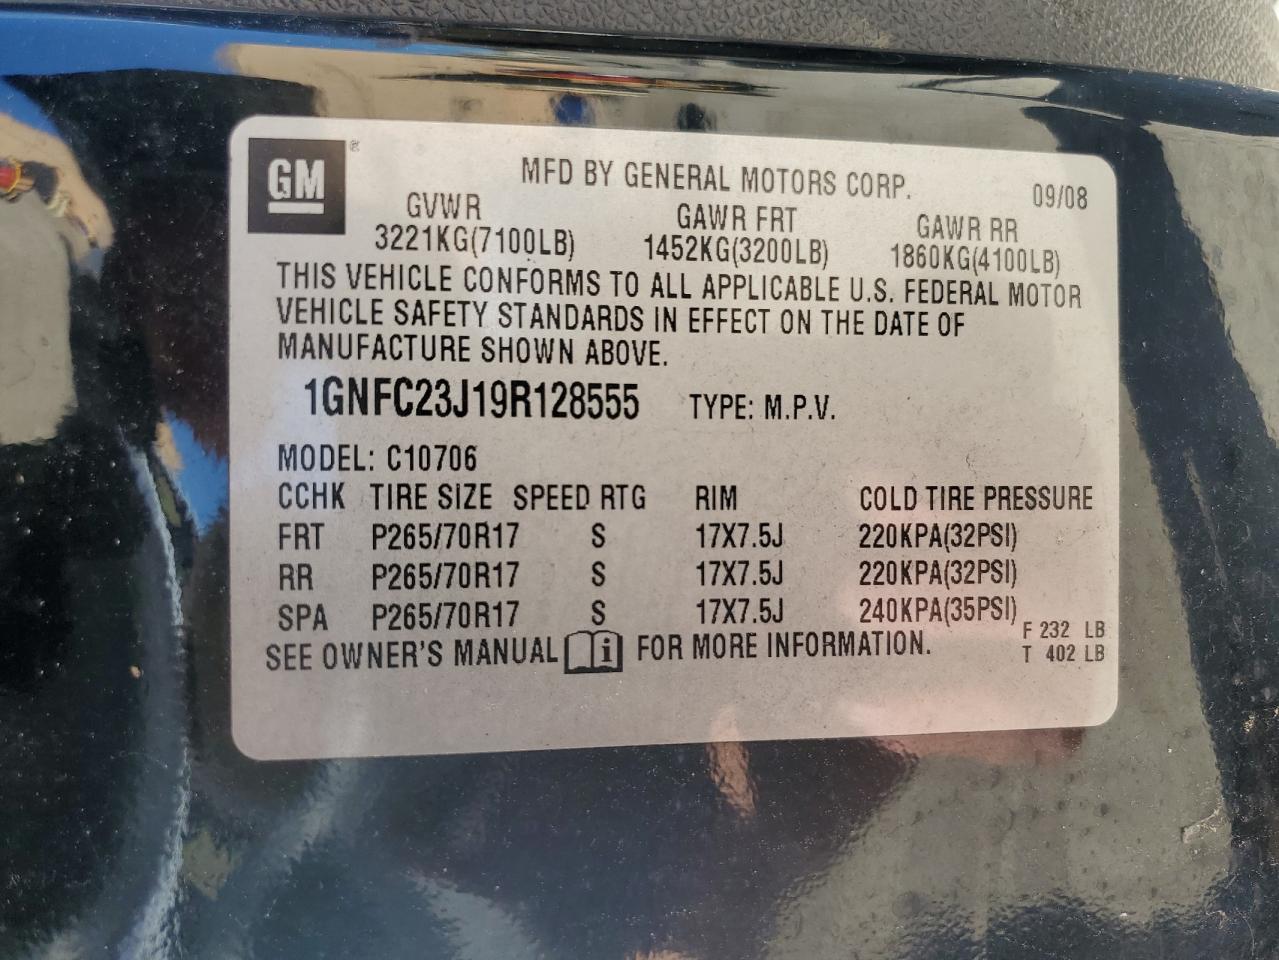 GM ®
MFD BY GENERAL MOTORS CORP. 09/08
GVWR GAWR FRT GAWR RR
3221KG(7100LB) 1452KG(3200LB) 1860KG(4100LB)
THIS VEHICLE CONFORMS TO ALL APPLICABLE U.S. FEDERAL MOTOR
VEHICLE SAFETY STANDARDS IN EFFECT ON THE DATE OF
MANUFACTURE SHOWN ABOVE.
1GNFC23J19R128555 TYPE: M.P.V.
MODEL: C10706
CCHK TIRE SIZE SPEED RTG RIM COLD TIRE PRESSURE
FRT P265/70R17 S 17X7.5J 220KPA(32PSI)
RR P265/70R17 S 17X7.5J 220KPA(32PSI)
SPA P265/70R17 S 17X7.5J 240KPA(35PSI)
SEE OWNER'S MANUAL i FOR MORE INFORMATION.
F 232 LB
T 402 LB